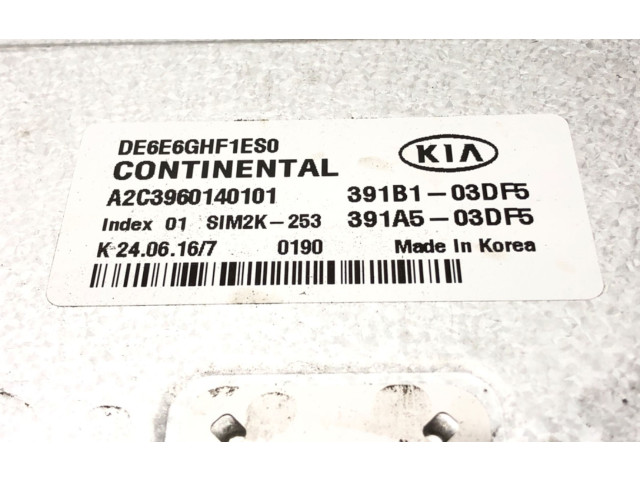 DE6E6GHF1ES0
KIA
CONTINENTAL
A2C3960140101 391B1-03DF5
Index 01 SIM2K-253 391A5-03DF5
K 24.06.16/7 0190 Made In Korea